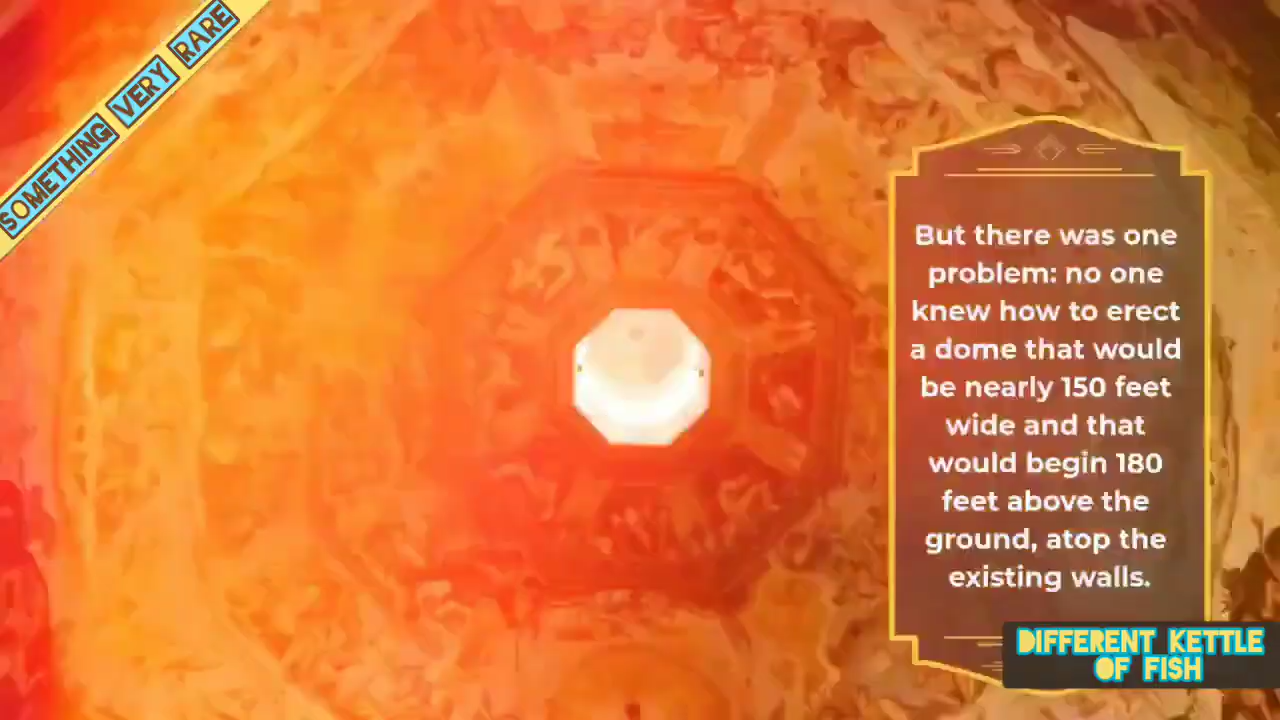 SOMETHING VERY RARE
But there was one
problem: no one
knew how to erect
a dome that would
be nearly 150 feet
wide and that
would begin 180
feet above the
ground, atop the
existing walls.
DIFFERENT KETTLE
OF FISH